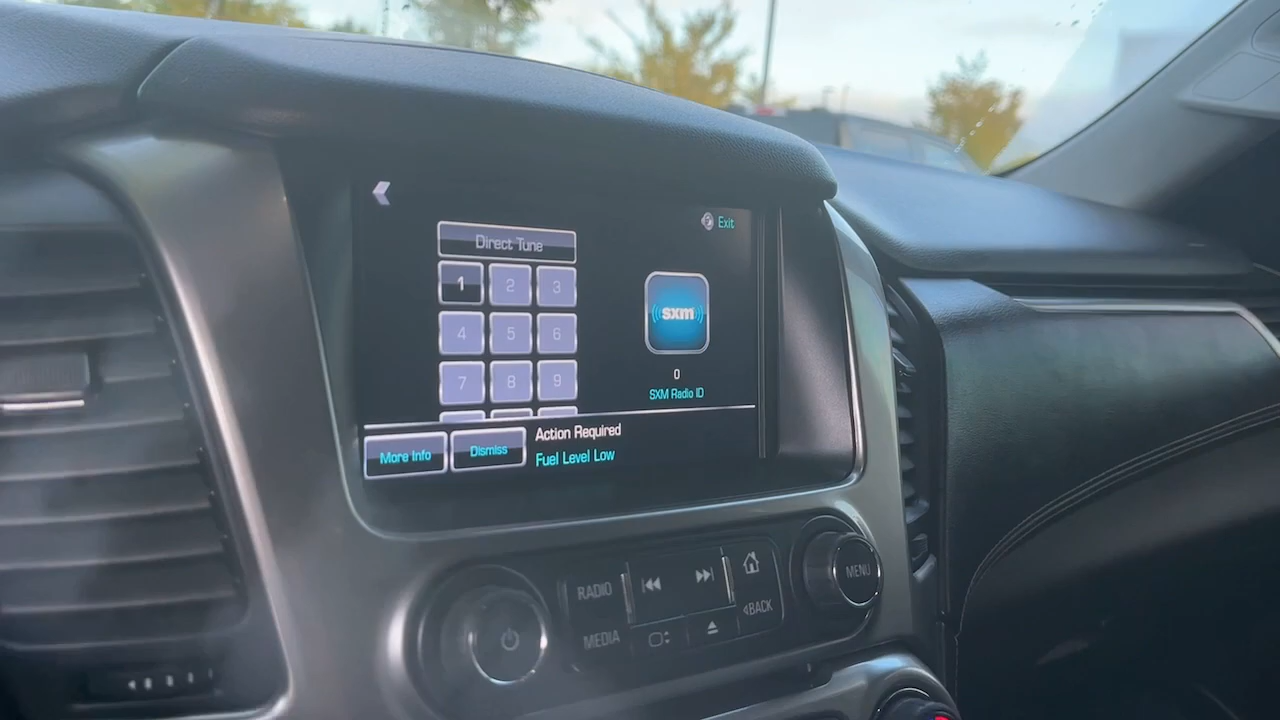 Exit
Direct Tune
1 2 3
4 5 6
7 8 9
sxm
0
SXM Radio ID
More Info
Dismiss
Action Required
Fuel Level Low
RADIO
MEDIA
BACK
MENU